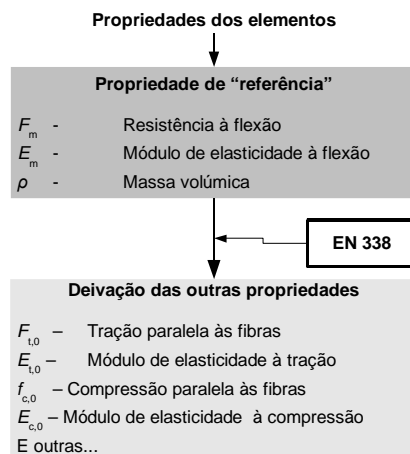 Propriedades dos elementos
Propriedade de “referência”
Fm - Resistência à flexão
Em - Módulo de elasticidade à flexão
ρ - Massa volúmica
EN 338
Deivação das outras propriedades
Ft,0 – Tração paralela às fibras
Et,0 – Módulo de elasticidade à tração
fc,0 – Compressão paralela às fibras
Ec,0 – Módulo de elasticidade à compressão
E outras...